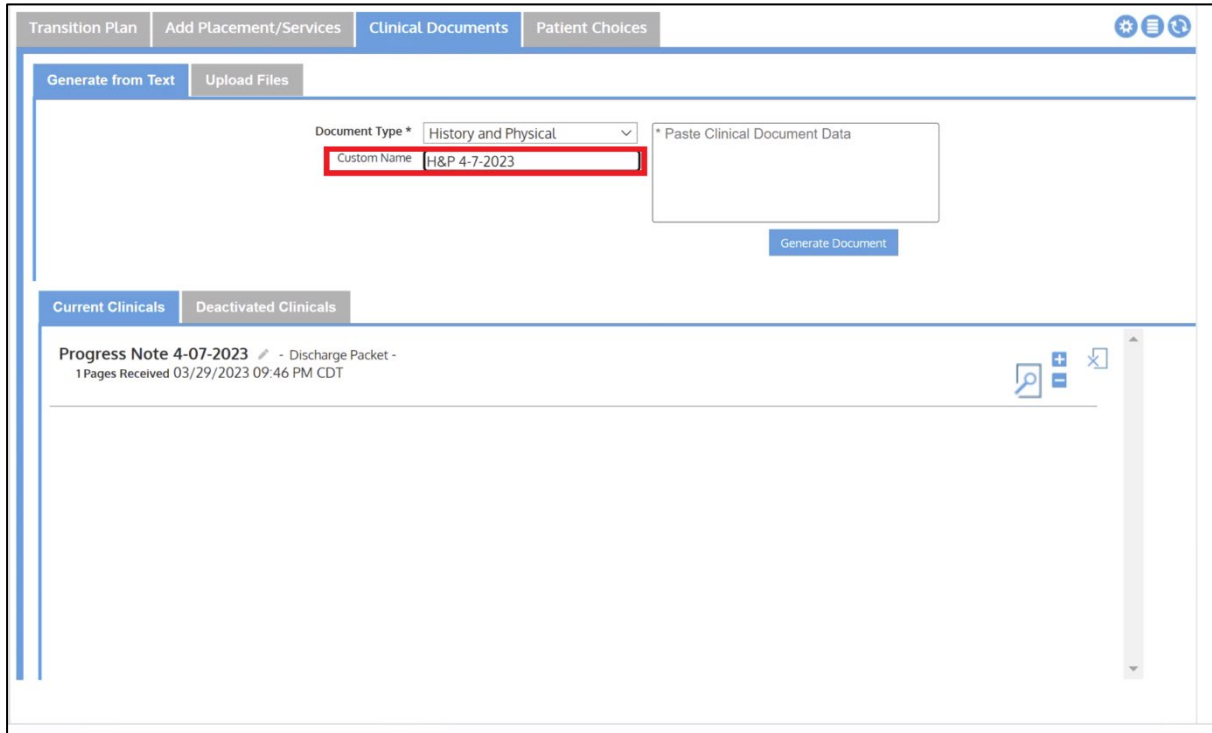 Transition Plan Add Placement/Services Clinical Documents Patient Choices
Generate from Text Upload Files
Document Type * History and Physical * Paste Clinical Document Data
Custom Name H&P 4-7-2023
Generate Document
Current Clinicals Deactivated Clinicals
Progress Note 4-07-2023 - Discharge Packet -
1 Pages Received 03/29/2023 09:46 PM CDT